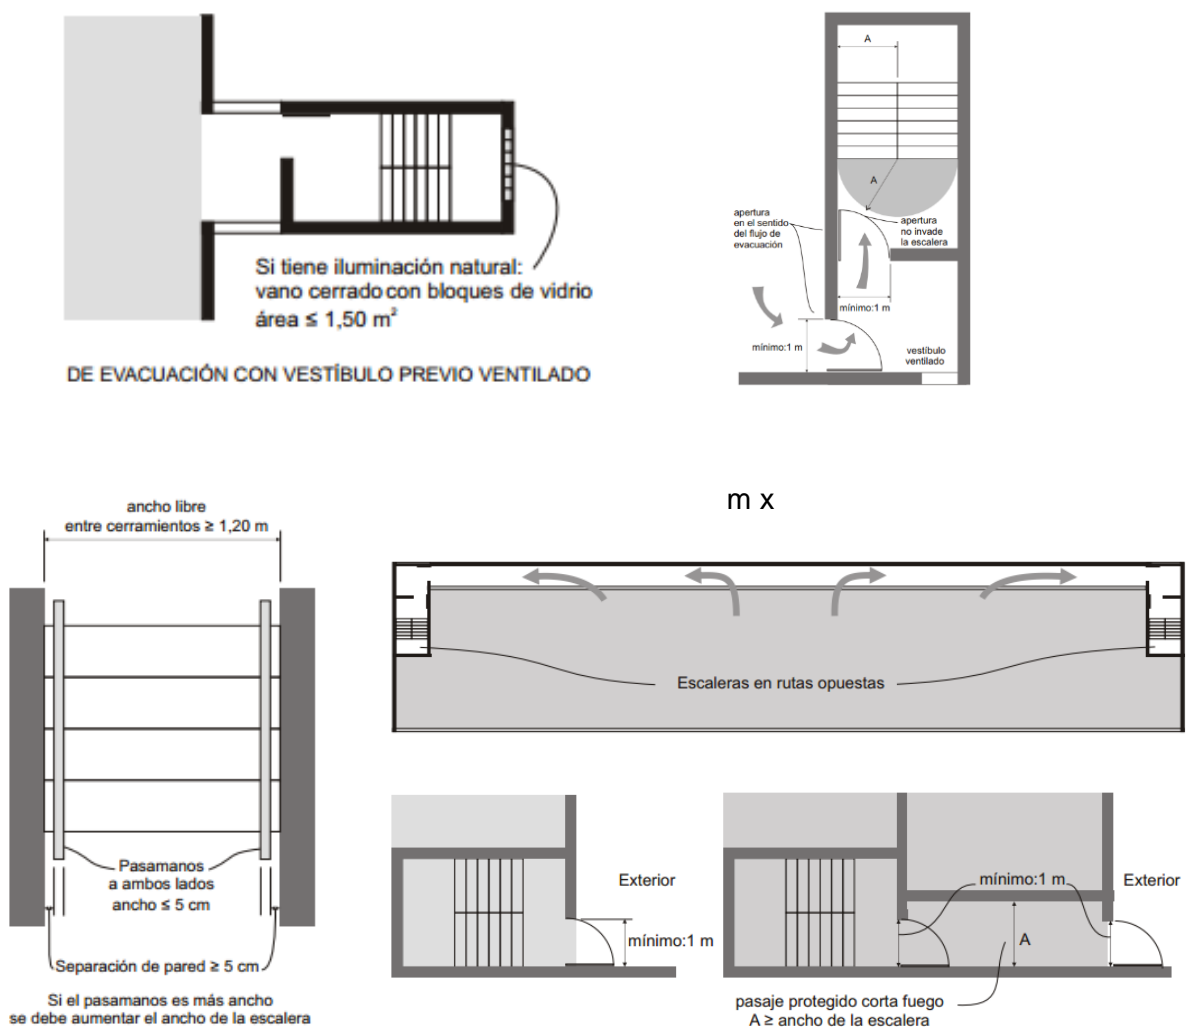 Si tiene iluminación natural:
vano cerrado con bloques de vidrio
área ≤ 1,50 m²
DE EVACUACIÓN CON VESTÍBULO PREVIO VENTILADO
A
A
apertura
en el sentido
del flujo de
evacuación
apertura
no invade
la escalera
mínimo:1 m
mínimo:1 m
vestíbulo
ventilado
m x
ancho libre
entre cerramientos ≥ 1,20 m
Pasamanos
a ambos lados
ancho ≤ 5 cm
Separación de pared ≥ 5 cm
Si el pasamanos es más ancho
se debe aumentar el ancho de la escalera
Escaleras en rutas opuestas
Exterior
mínimo:1 m
mínimo:1 m
Exterior
A
pasaje protegido corta fuego
A ≥ ancho de la escalera